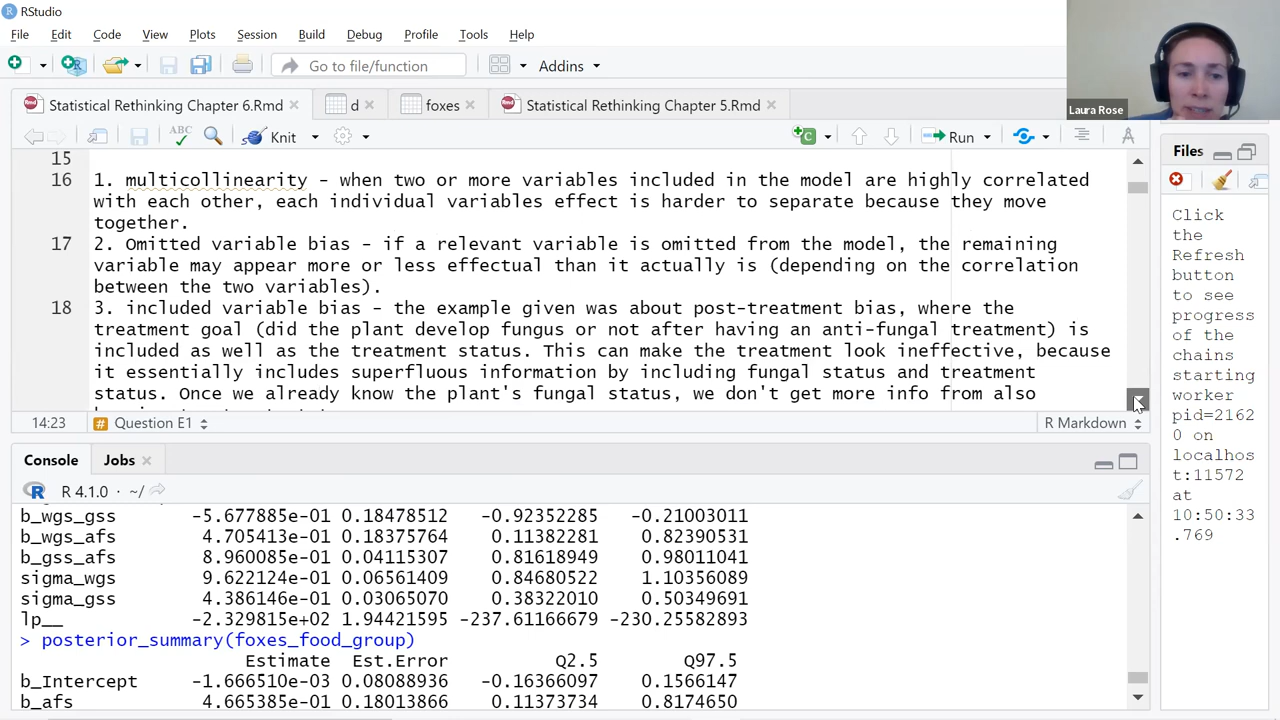 RStudio
File Edit Code View Plots Session Build Debug Profile Tools Help
Go to file/function Addins
Laura Rose
Statistical Rethinking Chapter 6.Rmd d foxes Statistical Rethinking Chapter 5.Rmd
ABC Knit Run
15
16 1. multicollinearity - when two or more variables included in the model are highly correlated
with each other, each individual variables effect is harder to separate because they move
together.
17 2. Omitted variable bias - if a relevant variable is omitted from the model, the remaining
variable may appear more or less effectual than it actually is (depending on the correlation
between the two variables).
18 3. included variable bias - the example given was about post-treatment bias, where the
treatment goal (did the plant develop fungus or not after having an anti-fungal treatment) is
included as well as the treatment status. This can make the treatment look ineffective, because
it essentially includes superfluous information by including fungal status and treatment
status. Once we already know the plant's fungal status, we don't get more info from also
14:23 Question E1 R Markdown
Console Jobs
R 4.1.0 · ~/
b_wgs_gss -5.677885e-01 0.18478512 -0.92352285 -0.21003011
b_wgs_afs 4.705413e-01 0.18375764 0.11382281 0.82390531
b_gss_afs 8.960085e-01 0.04115307 0.81618949 0.98011041
sigma_wgs 9.622124e-01 0.06561409 0.84680522 1.10356089
sigma_gss 4.386146e-01 0.03065070 0.38322010 0.50349691
lp__ -2.329815e+02 1.94421595 -237.61166679 -230.25582893
> posterior_summary(foxes_food_group)
Estimate Est.Error Q2.5 Q97.5
b_Intercept -1.666510e-03 0.08088936 -0.16366097 0.1566147
b_afs 4.665385e-01 0.18013866 0.11373734 0.8174650
Files
Click
the
Refresh
button
to see
progress
of the
chains
starting
worker
pid=2162
0 on
localhos
t:11572
at
10:50:33
.769